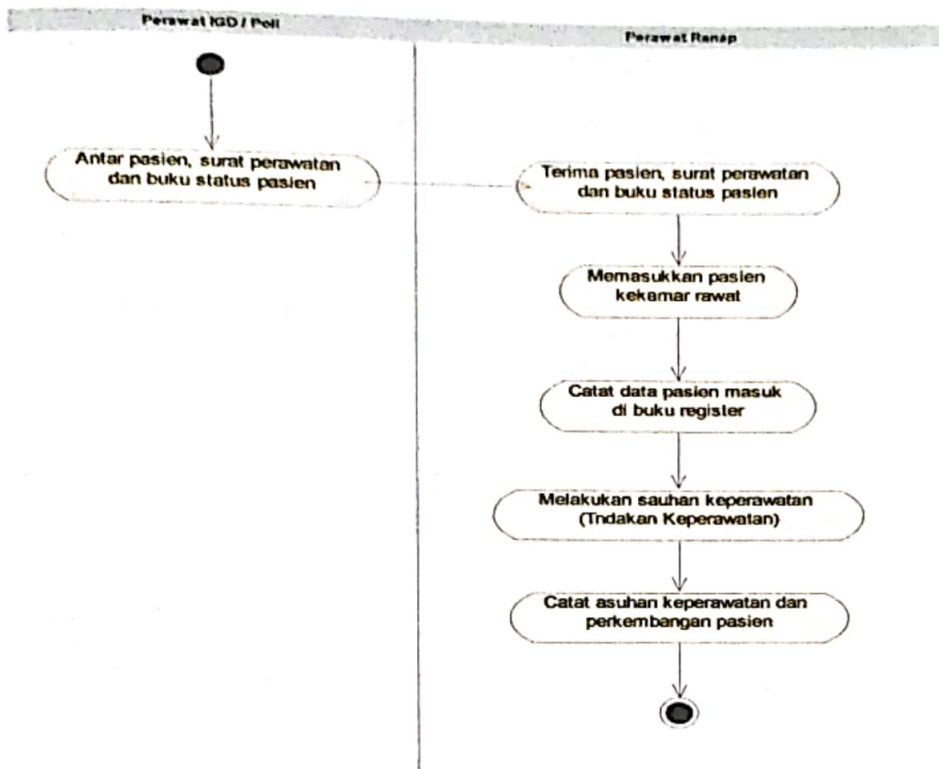 Perawat IGD / Poli
Perawat Ranap
Antar pasien, surat perawatan
dan buku status pasien
Terima pasien, surat perawatan
dan buku status pasien
Memasukkan pasien
kekamar rawat
Catat data pasien masuk
di buku register
Melakukan sauhan keperawatan
(Tndakan Keperawatan)
Catat asuhan keperawatan dan
perkembangan pasien